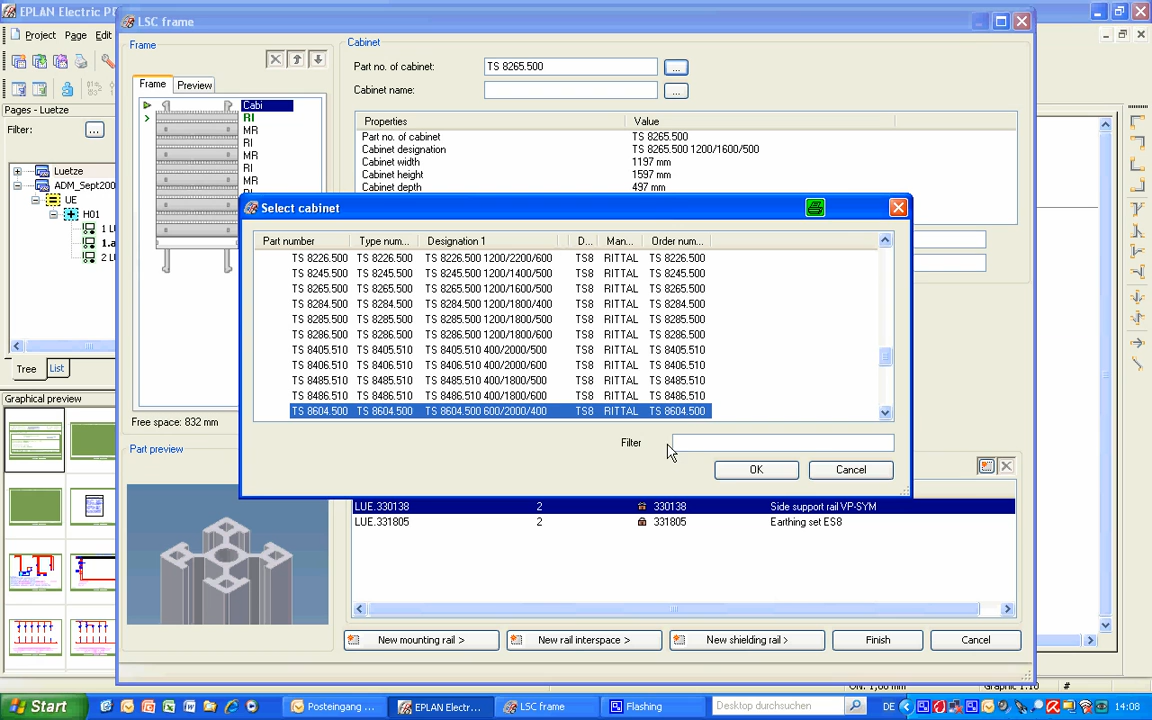 EPLAN Electric P
LSC frame
Project Page Edit
Pages - Luetze
Filter:
...
Luetze
ADM_Sept200
UE
H01
1 LU
1.a
2 LU
Tree
List
Graphical preview
Frame
Frame
Preview
Cabi
RI
MR
RI
MR
RI
MR
Free space: 832 mm
Part preview
Cabinet
Part no. of cabinet:
TS 8265.500
...
Cabinet name:
...
Properties Value
Part no. of cabinet TS 8265.500
Cabinet designation TS 8265.500 1200/1600/500
Cabinet width 1197 mm
Cabinet height 1597 mm
Cabinet depth 497 mm
Select cabinet
Part number Type num... Designation 1 D... Man... Order num...
TS 8226.500 TS 8226.500 TS 8226.500 1200/2200/600 TS8 RITTAL TS 8226.500
TS 8245.500 TS 8245.500 TS 8245.500 1200/1400/500 TS8 RITTAL TS 8245.500
TS 8265.500 TS 8265.500 TS 8265.500 1200/1600/500 TS8 RITTAL TS 8265.500
TS 8284.500 TS 8284.500 TS 8284.500 1200/1800/400 TS8 RITTAL TS 8284.500
TS 8285.500 TS 8285.500 TS 8285.500 1200/1800/500 TS8 RITTAL TS 8285.500
TS 8286.500 TS 8286.500 TS 8286.500 1200/1800/600 TS8 RITTAL TS 8286.500
TS 8405.510 TS 8405.510 TS 8405.510 400/2000/500 TS8 RITTAL TS 8405.510
TS 8406.510 TS 8406.510 TS 8406.510 400/2000/600 TS8 RITTAL TS 8406.510
TS 8485.510 TS 8485.510 TS 8485.510 400/1800/500 TS8 RITTAL TS 8485.510
TS 8486.510 TS 8486.510 TS 8486.510 400/1800/600 TS8 RITTAL TS 8486.510
TS 8604.500 TS 8604.500 TS 8604.500 600/2000/400 TS8 RITTAL TS 8604.500
Filter
OK
Cancel
LUE.330138 2 330138 Side support rail VP-SYM
LUE.331805 2 331805 Earthing set ES8
New mounting rail >
New rail interspace >
New shielding rail >
Finish
Cancel
Start
Posteingang ...
EPLAN Electr...
LSC frame
Flashing
Desktop durchsuchen
DE
14:08